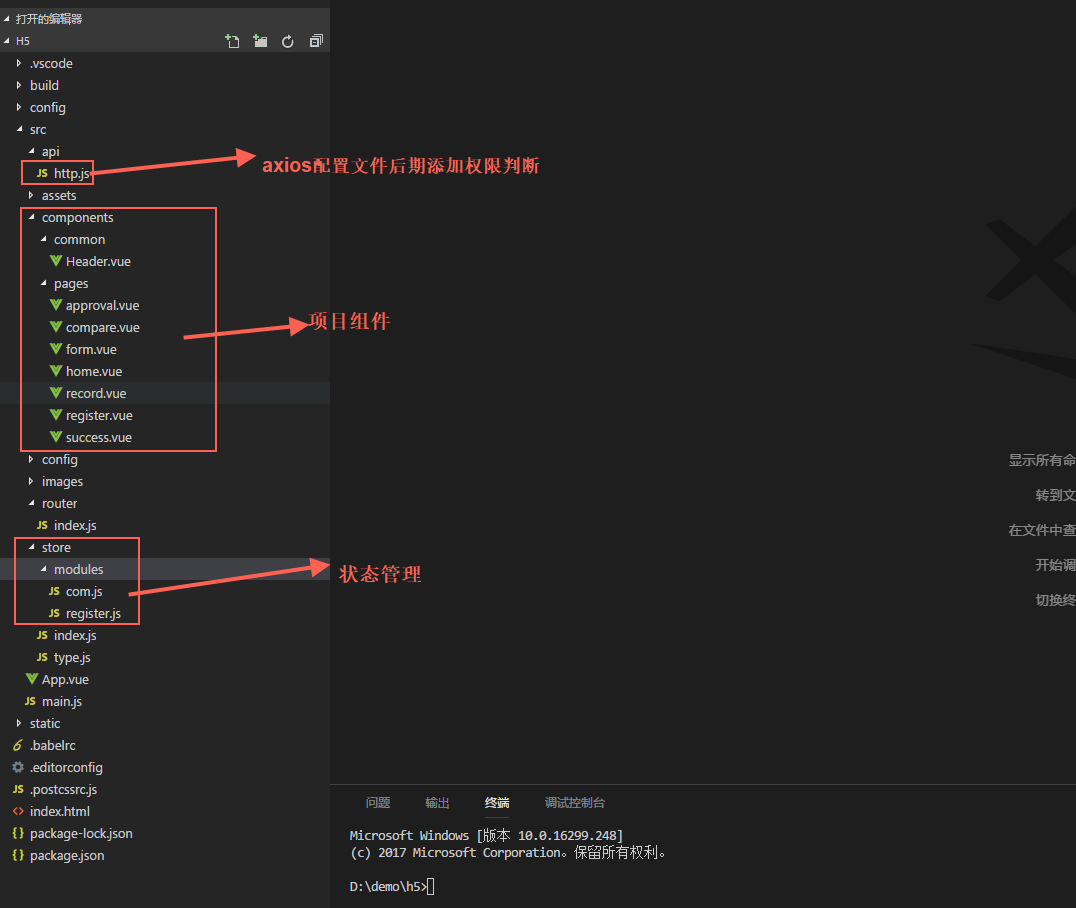 打开的编辑器
H5
.vscode
build
config
src
api
JS http.js
axios配置文件后期添加权限判断
assets
components
common
Header.vue
pages
approval.vue
compare.vue
项目组件
form.vue
home.vue
record.vue
register.vue
success.vue
config
显示所有命
images
转到文
router
JS index.js
在文件中查
store
modules
状态管理
开始调
JS com.js
切换终
JS register.js
JS index.js
JS type.js
App.vue
JS main.js
static
.babelrc
.editorconfig
JS .postcssrc.js
<> index.html
{} package-lock.json
{} package.json
问题 输出 终端 调试控制台
Microsoft Windows [版本 10.0.16299.248]
(c) 2017 Microsoft Corporation。保留所有权利。
D:\demo\h5>